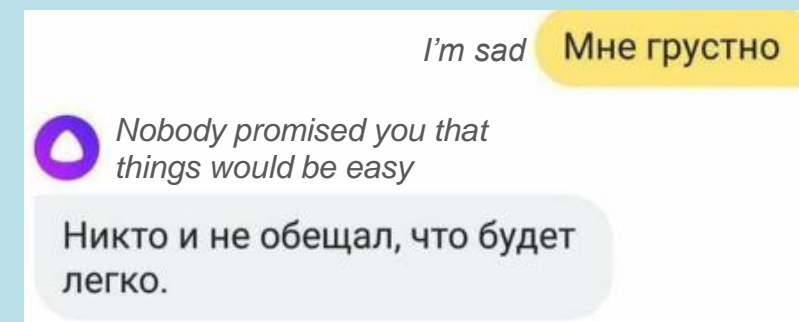 I’m sad Мне грустно
Nobody promised you that
things would be easy
Никто и не обещал, что будет
легко.